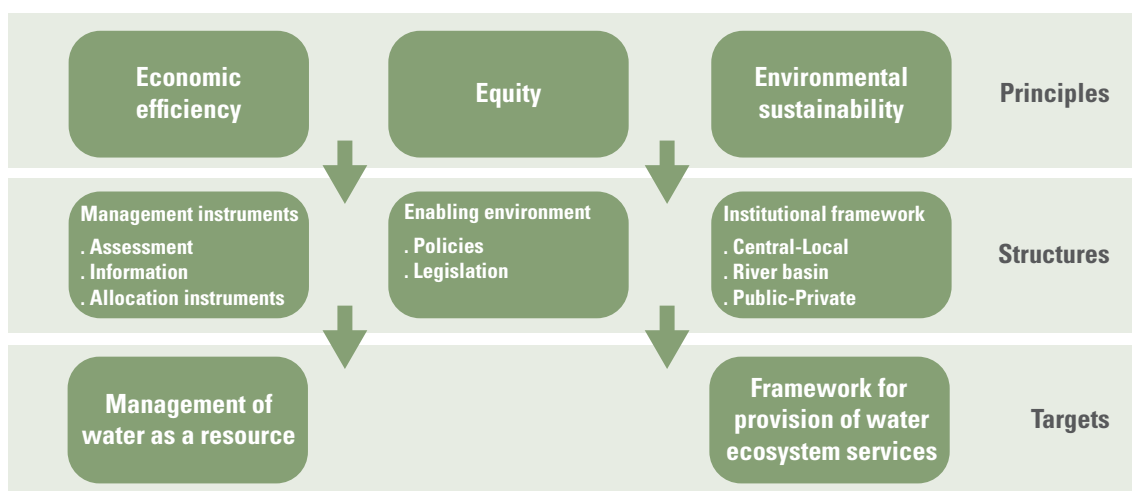 Economic
efficiency
Equity
Environmental
sustainability
Principles
Management instruments
. Assessment
. Information
. Allocation instruments
Enabling environment
. Policies
. Legislation
Institutional framework
. Central-Local
. River basin
. Public-Private
Structures
Management of
water as a resource
Framework for
provision of water
ecosystem services
Targets